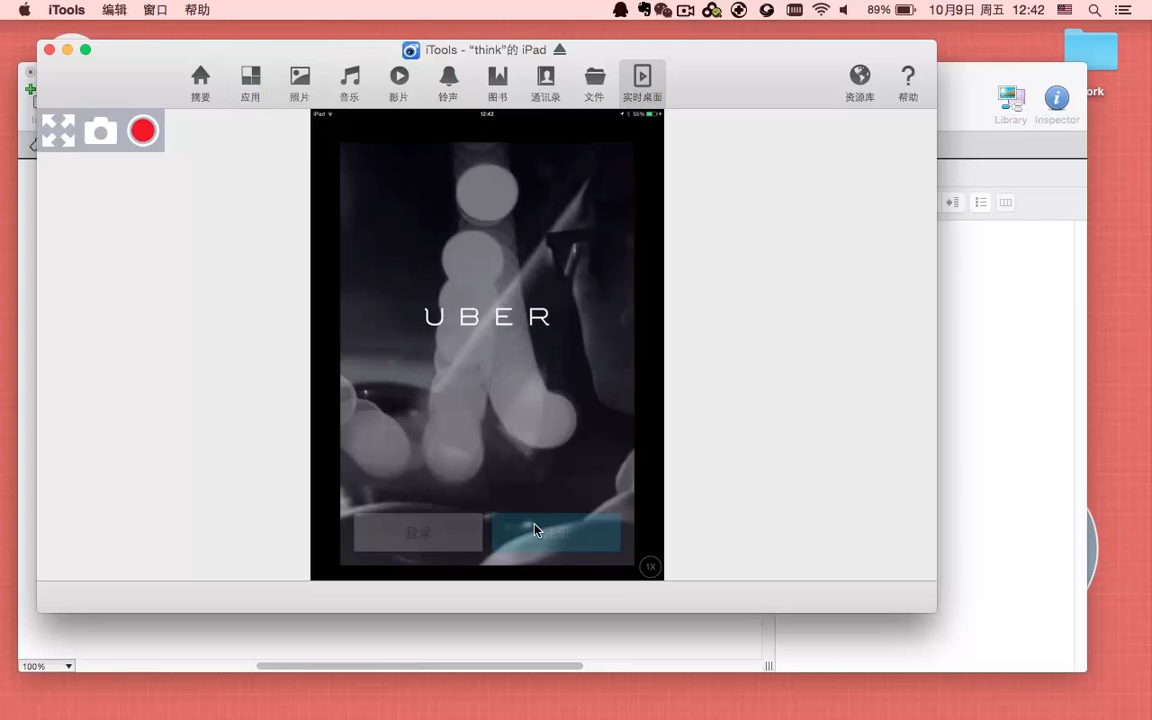 iTools 编辑 窗口 帮助
89% 10月9日 周五 12:42
iTools - “think”的 iPad
摘要 应用 照片 音乐 影片 铃声 图书 通讯录 文件 实时桌面 资源库 帮助
ork
Library Inspector
iPad 12:42 55%
UBER
登录
1X
100%